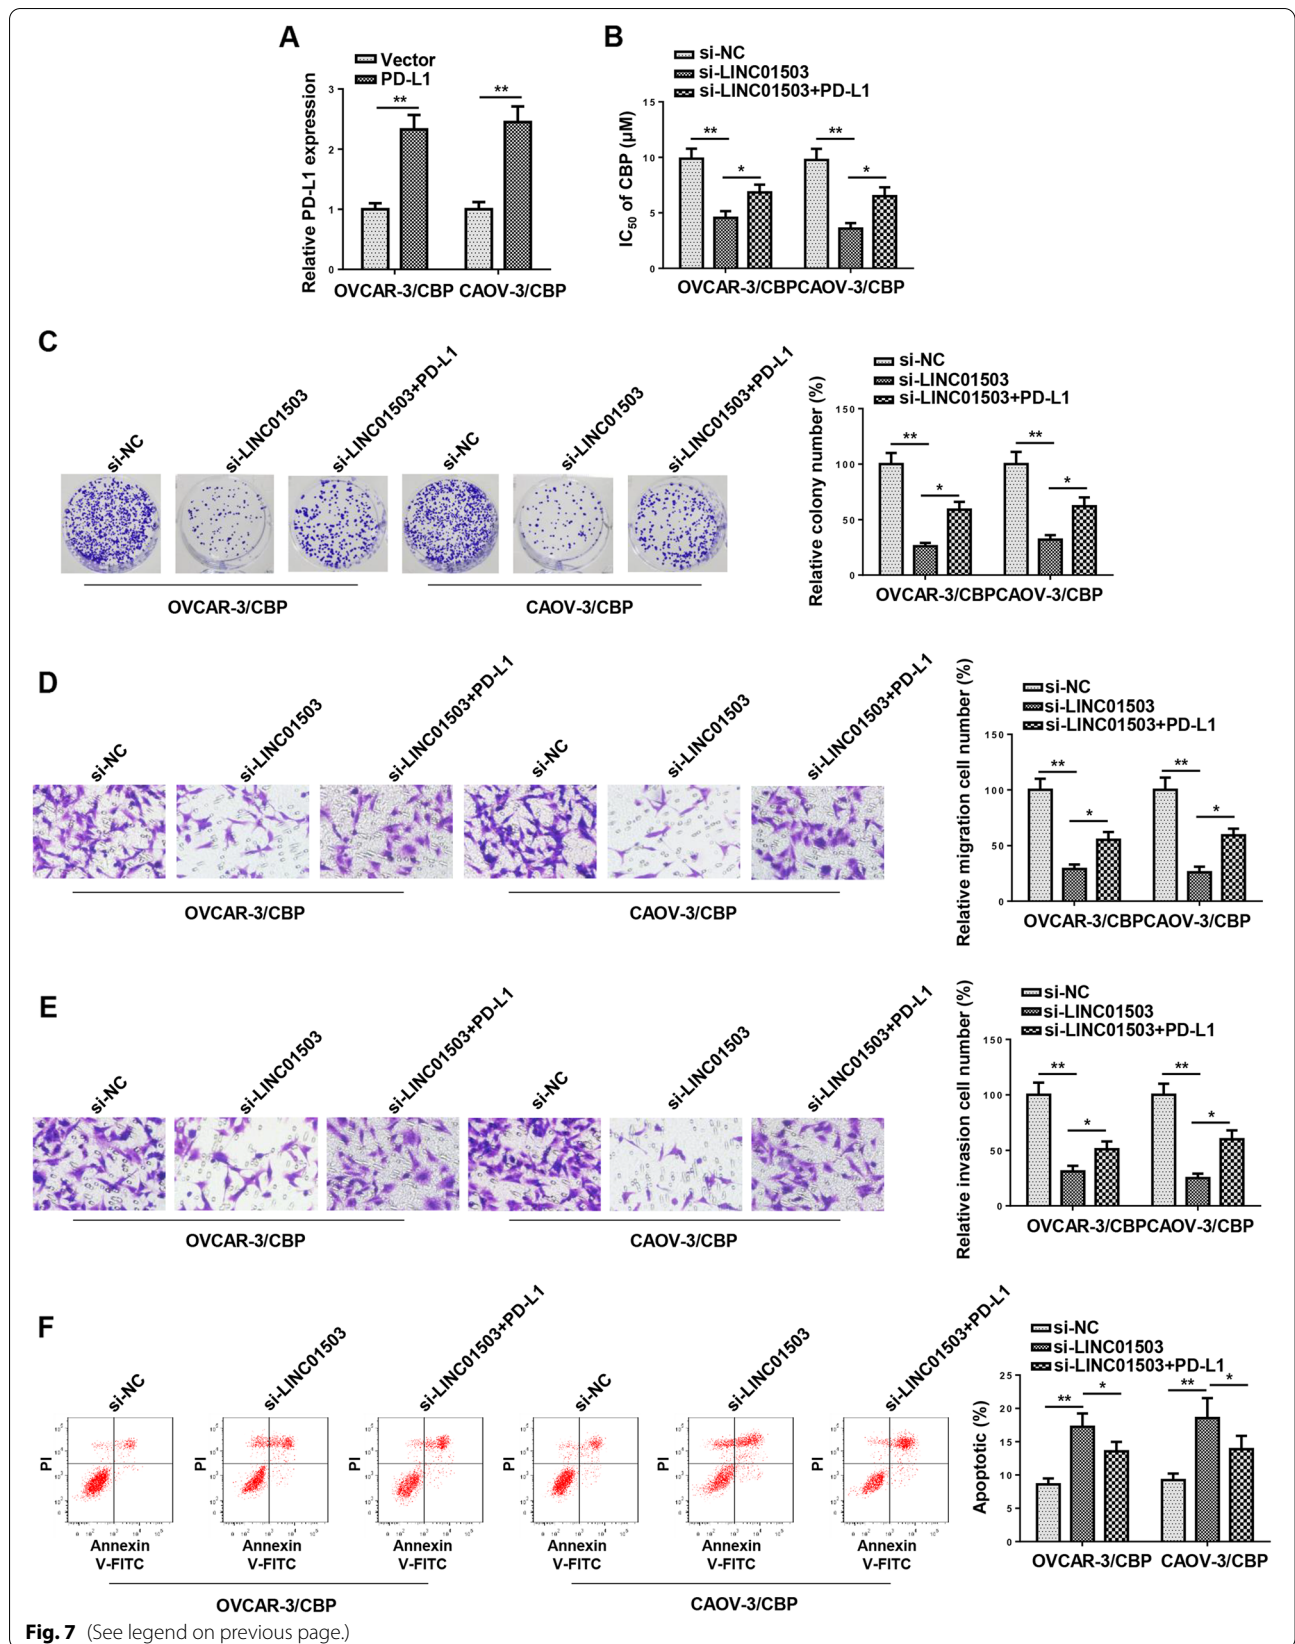 A
Vector
PD-L1
Relative PD-L1 expression
3
2
1
0
**
**
OVCAR-3/CBP CAOV-3/CBP
B
si-NC
si-LINC01503
si-LINC01503+PD-L1
IC50 of CBP (μM)
15
10
5
0
**
*
**
*
OVCAR-3/CBPCAOV-3/CBP
C
si-NC
si-LINC01503
si-LINC01503+PD-L1
si-NC
si-LINC01503
si-LINC01503+PD-L1
OVCAR-3/CBP
CAOV-3/CBP
si-NC
si-LINC01503
si-LINC01503+PD-L1
Relative colony number (%)
150
100
50
0
**
*
**
*
OVCAR-3/CBPCAOV-3/CBP
D
si-NC
si-LINC01503
si-LINC01503+PD-L1
si-NC
si-LINC01503
si-LINC01503+PD-L1
OVCAR-3/CBP
CAOV-3/CBP
si-NC
si-LINC01503
si-LINC01503+PD-L1
Relative migration cell number (%)
150
100
50
0
**
*
**
*
OVCAR-3/CBPCAOV-3/CBP
E
si-NC
si-LINC01503
si-LINC01503+PD-L1
si-NC
si-LINC01503
si-LINC01503+PD-L1
OVCAR-3/CBP
CAOV-3/CBP
si-NC
si-LINC01503
si-LINC01503+PD-L1
Relative invasion cell number (%)
150
100
50
0
**
*
**
*
OVCAR-3/CBPCAOV-3/CBP
F
si-NC
si-LINC01503
si-LINC01503+PD-L1
si-NC
si-LINC01503
si-LINC01503+PD-L1
PI
PI
PI
PI
PI
PI
Annexin
V-FITC
Annexin
V-FITC
Annexin
V-FITC
Annexin
V-FITC
Annexin
V-FITC
Annexin
V-FITC
OVCAR-3/CBP
CAOV-3/CBP
si-NC
si-LINC01503
si-LINC01503+PD-L1
Apoptotic (%)
25
20
15
10
5
0
**
*
**
*
OVCAR-3/CBP CAOV-3/CBP
Fig. 7 (See legend on previous page.)